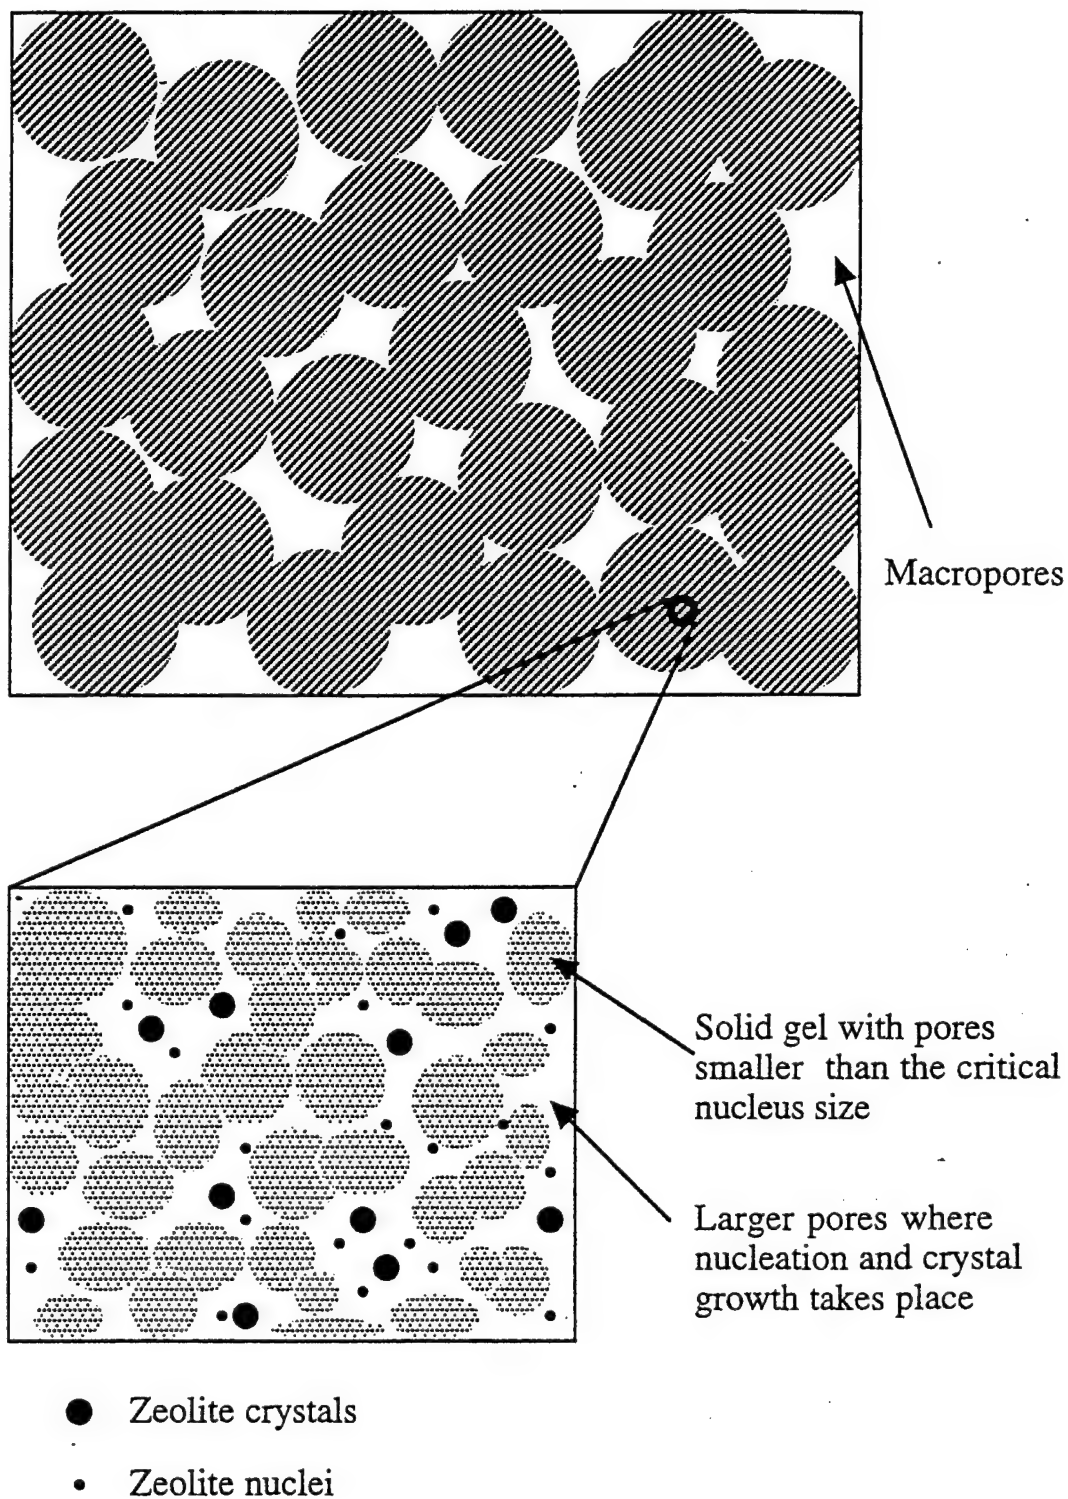 Macropores
Solid gel with pores
smaller than the critical
nucleus size
Larger pores where
nucleation and crystal
growth takes place
Zeolite crystals
Zeolite nuclei